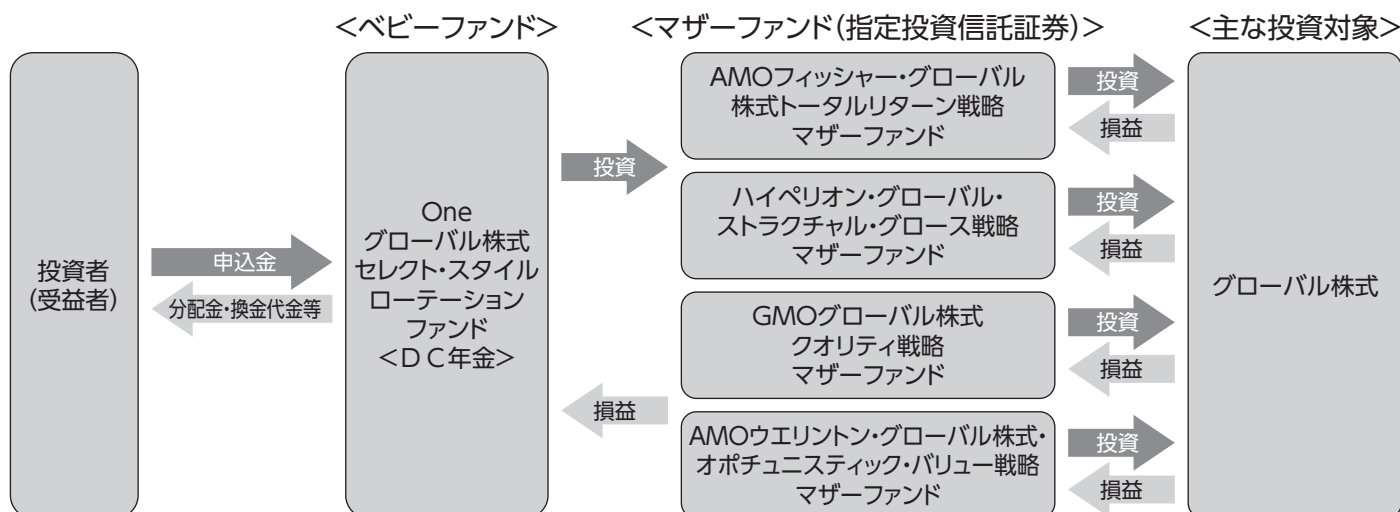 <ベビーファンド>
<マザーファンド(指定投資信託証券)>
<主な投資対象>
投資者
(受益者)
申込金
分配金・換金代金等
One
グローバル株式
セレクト・スタイル
ローテーション
ファンド
<DC年金>
投資
損益
AMOフィッシャー・グローバル
株式トータルリターン戦略
マザーファンド
投資
損益
ハイペリオン・グローバル・
ストラクチャル・グロース戦略
マザーファンド
投資
損益
GMOグローバル株式
クオリティ戦略
マザーファンド
投資
損益
AMOウエリントン・グローバル株式・
オポチュニスティック・バリュー戦略
マザーファンド
投資
損益
グローバル株式